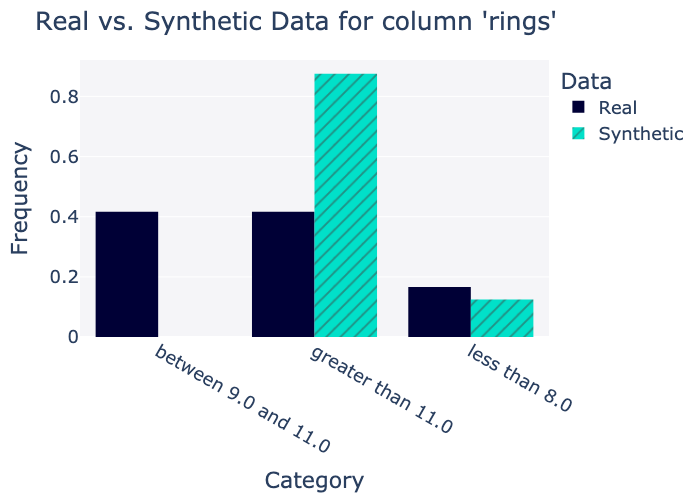 Real vs. Synthetic Data for column 'rings'
Data
Real
Synthetic
Frequency
0.8
0.6
0.4
0.2
0
between 9.0 and 11.0
greater than 11.0
less than 8.0
Category